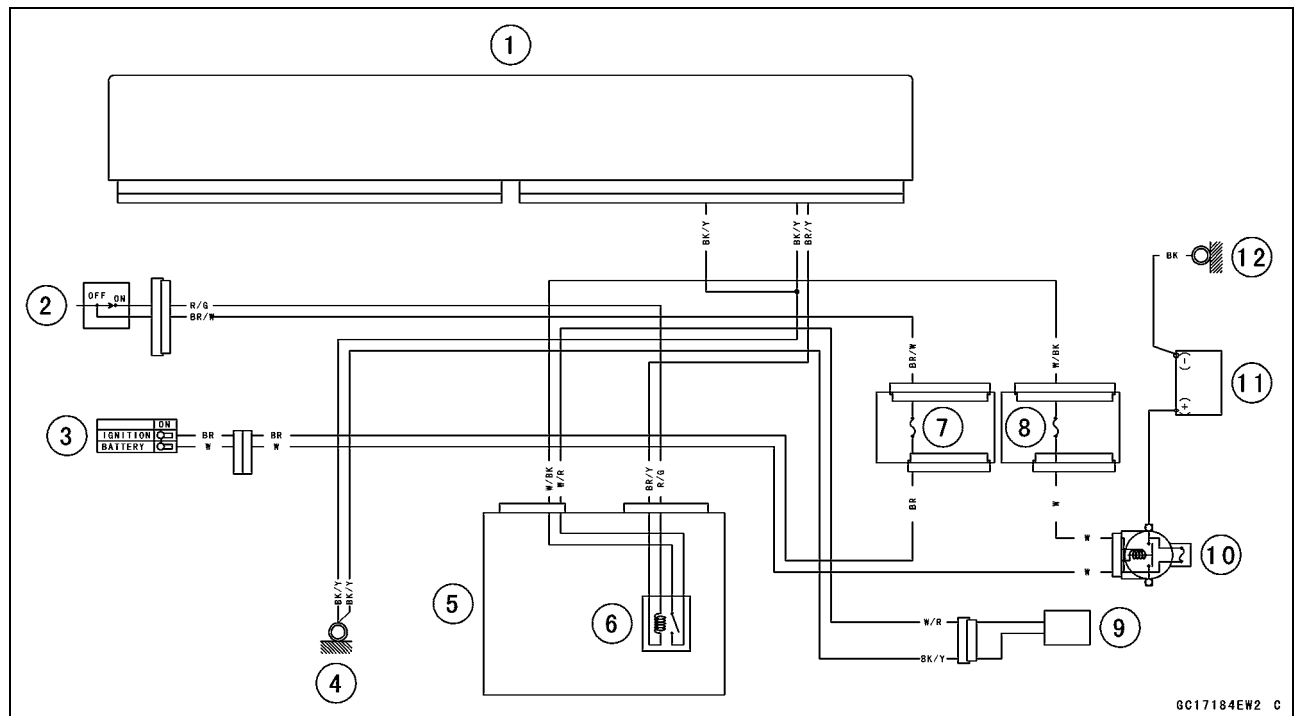 1
BK/Y
BK/Y
BR/Y
2
OFF ON
R/G
BR/W
BK
12
BR/W
W/BK
(-)
(+)
11
3
ON
IGNITION
BATTERY
BR
W
BR
W
7
8
W/BK
W/R
BR/Y
R/G
BR
W
W
W
10
BK/Y
BK/Y
4
5
6
W/R
BK/Y
9
GC17184EW2 C